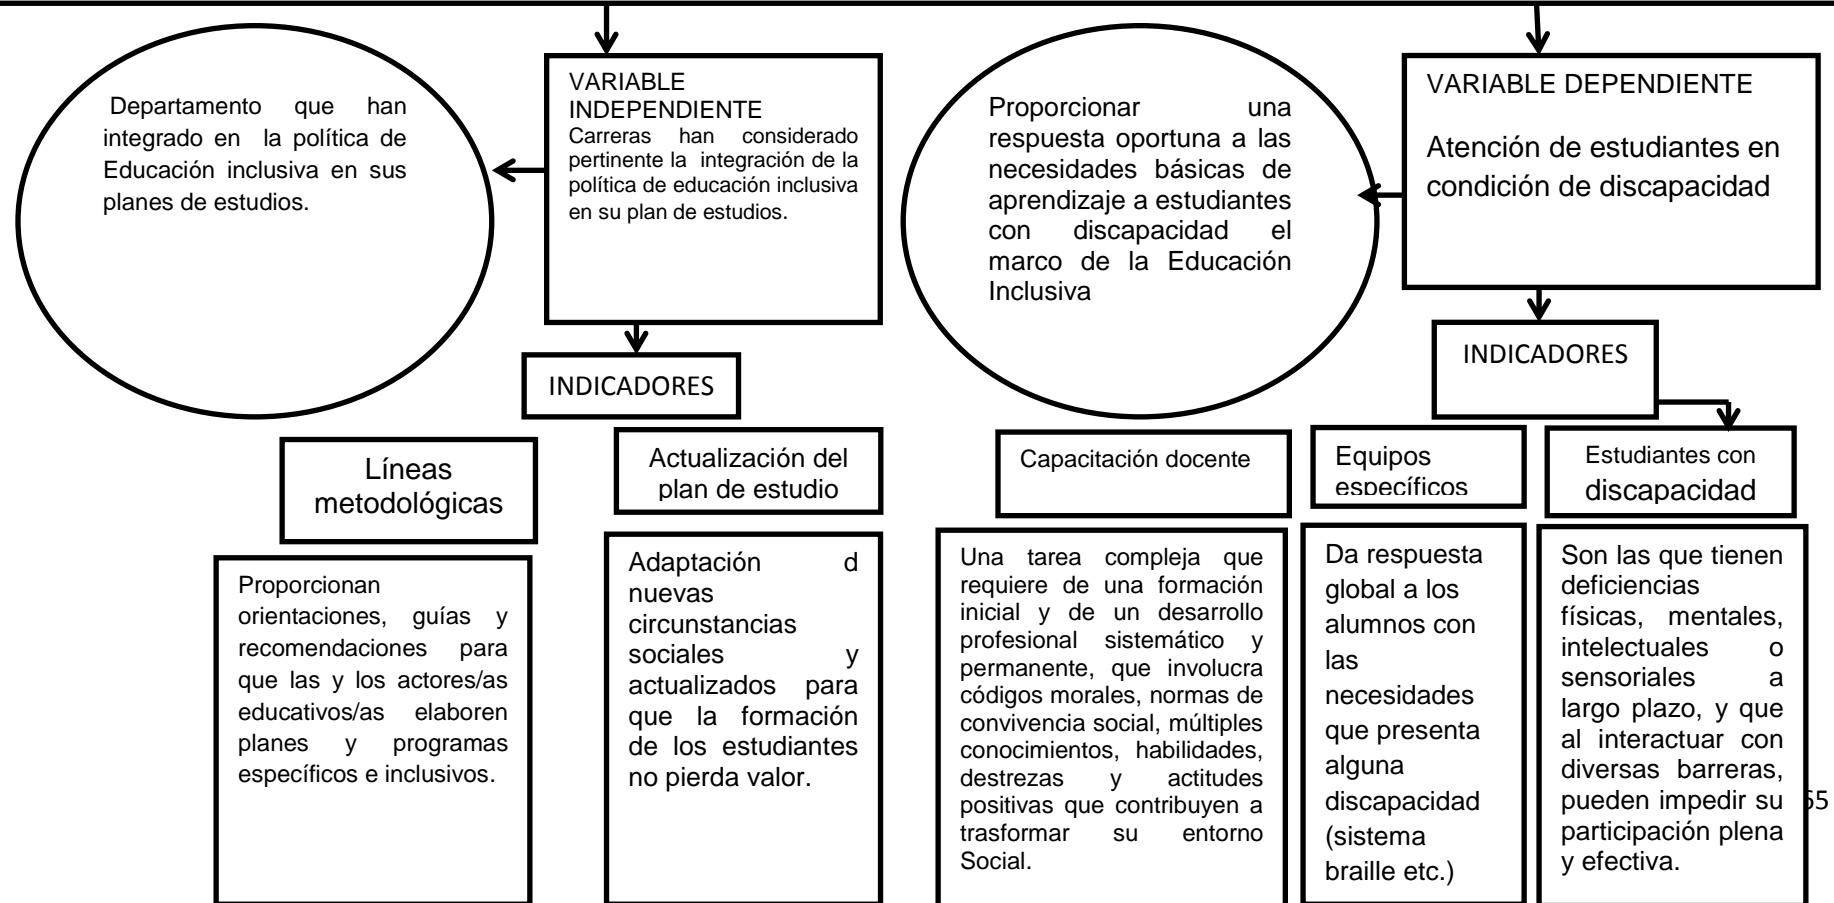 Departamento que han
integrado en la política de
Educación inclusiva en sus
planes de estudios.
VARIABLE
INDEPENDIENTE
Carreras han considerado
pertinente la integración de la
política de educación inclusiva
en su plan de estudios.
Proporcionar una
respuesta oportuna a las
necesidades básicas de
aprendizaje a estudiantes
con discapacidad el
marco de la Educación
Inclusiva
VARIABLE DEPENDIENTE
Atención de estudiantes en
condición de discapacidad
INDICADORES
INDICADORES
Líneas
metodológicas
Actualización del
plan de estudio
Capacitación docente
Equipos
específicos
Estudiantes con
discapacidad
Proporcionan
orientaciones, guías y
recomendaciones para
que las y los actores/as
educativos/as elaboren
planes y programas
específicos e inclusivos.
Adaptación d
nuevas
circunstancias
sociales y
actualizados para
que la formación
de los estudiantes
no pierda valor.
Una tarea compleja que
requiere de una formación
inicial y de un desarrollo
profesional sistemático y
permanente, que involucra
códigos morales, normas de
convivencia social, múltiples
conocimientos, habilidades,
destrezas y actitudes
positivas que contribuyen a
trasformar su entorno
Social.
Da respuesta
global a los
alumnos con
las
necesidades
que presenta
alguna
discapacidad
(sistema
braille etc.)
Son las que tienen
deficiencias
físicas, mentales,
intelectuales o
sensoriales a
largo plazo, y que
al interactuar con
diversas barreras,
pueden impedir su
participación plena
y efectiva.